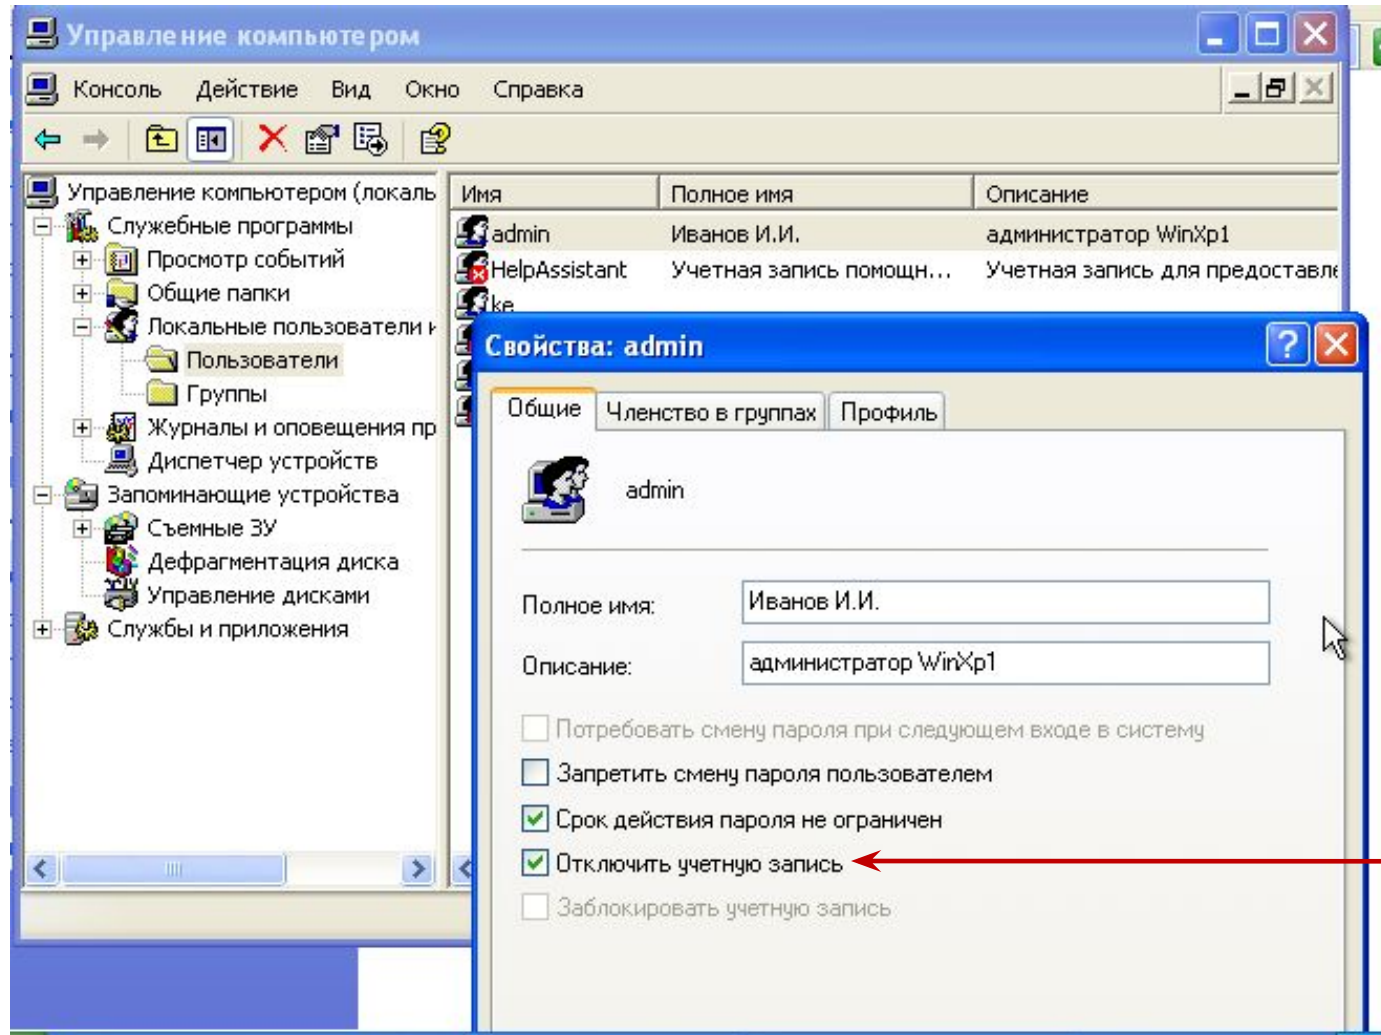 Управление компьютером
Консоль Действие Вид Окно Справка
Управление компьютером (локаль
Служебные программы
Просмотр событий
Общие папки
Локальные пользователи и
Пользователи
Группы
Журналы и оповещения пр
Диспетчер устройств
Запоминающие устройства
Съемные ЗУ
Дефрагментация диска
Управление дисками
Службы и приложения
Имя Полное имя Описание
admin Иванов И.И. администратор WinXp1
HelpAssistant Учетная запись помощн... Учетная запись для предоставле
ke
Свойства: admin
Общие Членство в группах Профиль
admin
Полное имя: Иванов И.И.
Описание: администратор WinXp1
Потребовать смену пароля при следующем входе в систему
Запретить смену пароля пользователем
Срок действия пароля не ограничен
Отключить учетную запись
Заблокировать учетную запись